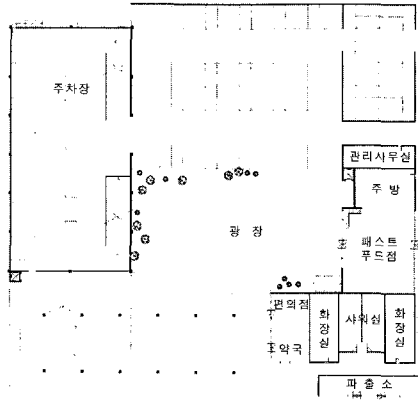 주차장
관리사무실
주 방
광 장
패스트
푸드점
편의점
화장실
샤워실
화장실
약국
파 출 소